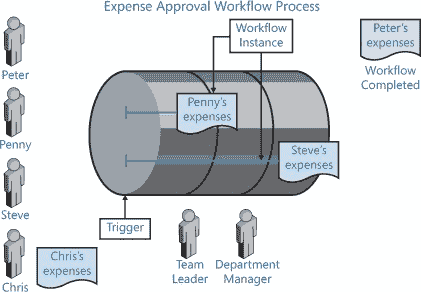 Expense Approval Workflow Process
Peter
Penny
Steve
Chris
Chris's
expenses
Trigger
Penny's
expenses
Workflow
Instance
Steve's
expenses
Peter's
expenses
Workflow
Completed
Team
Leader
Department
Manager